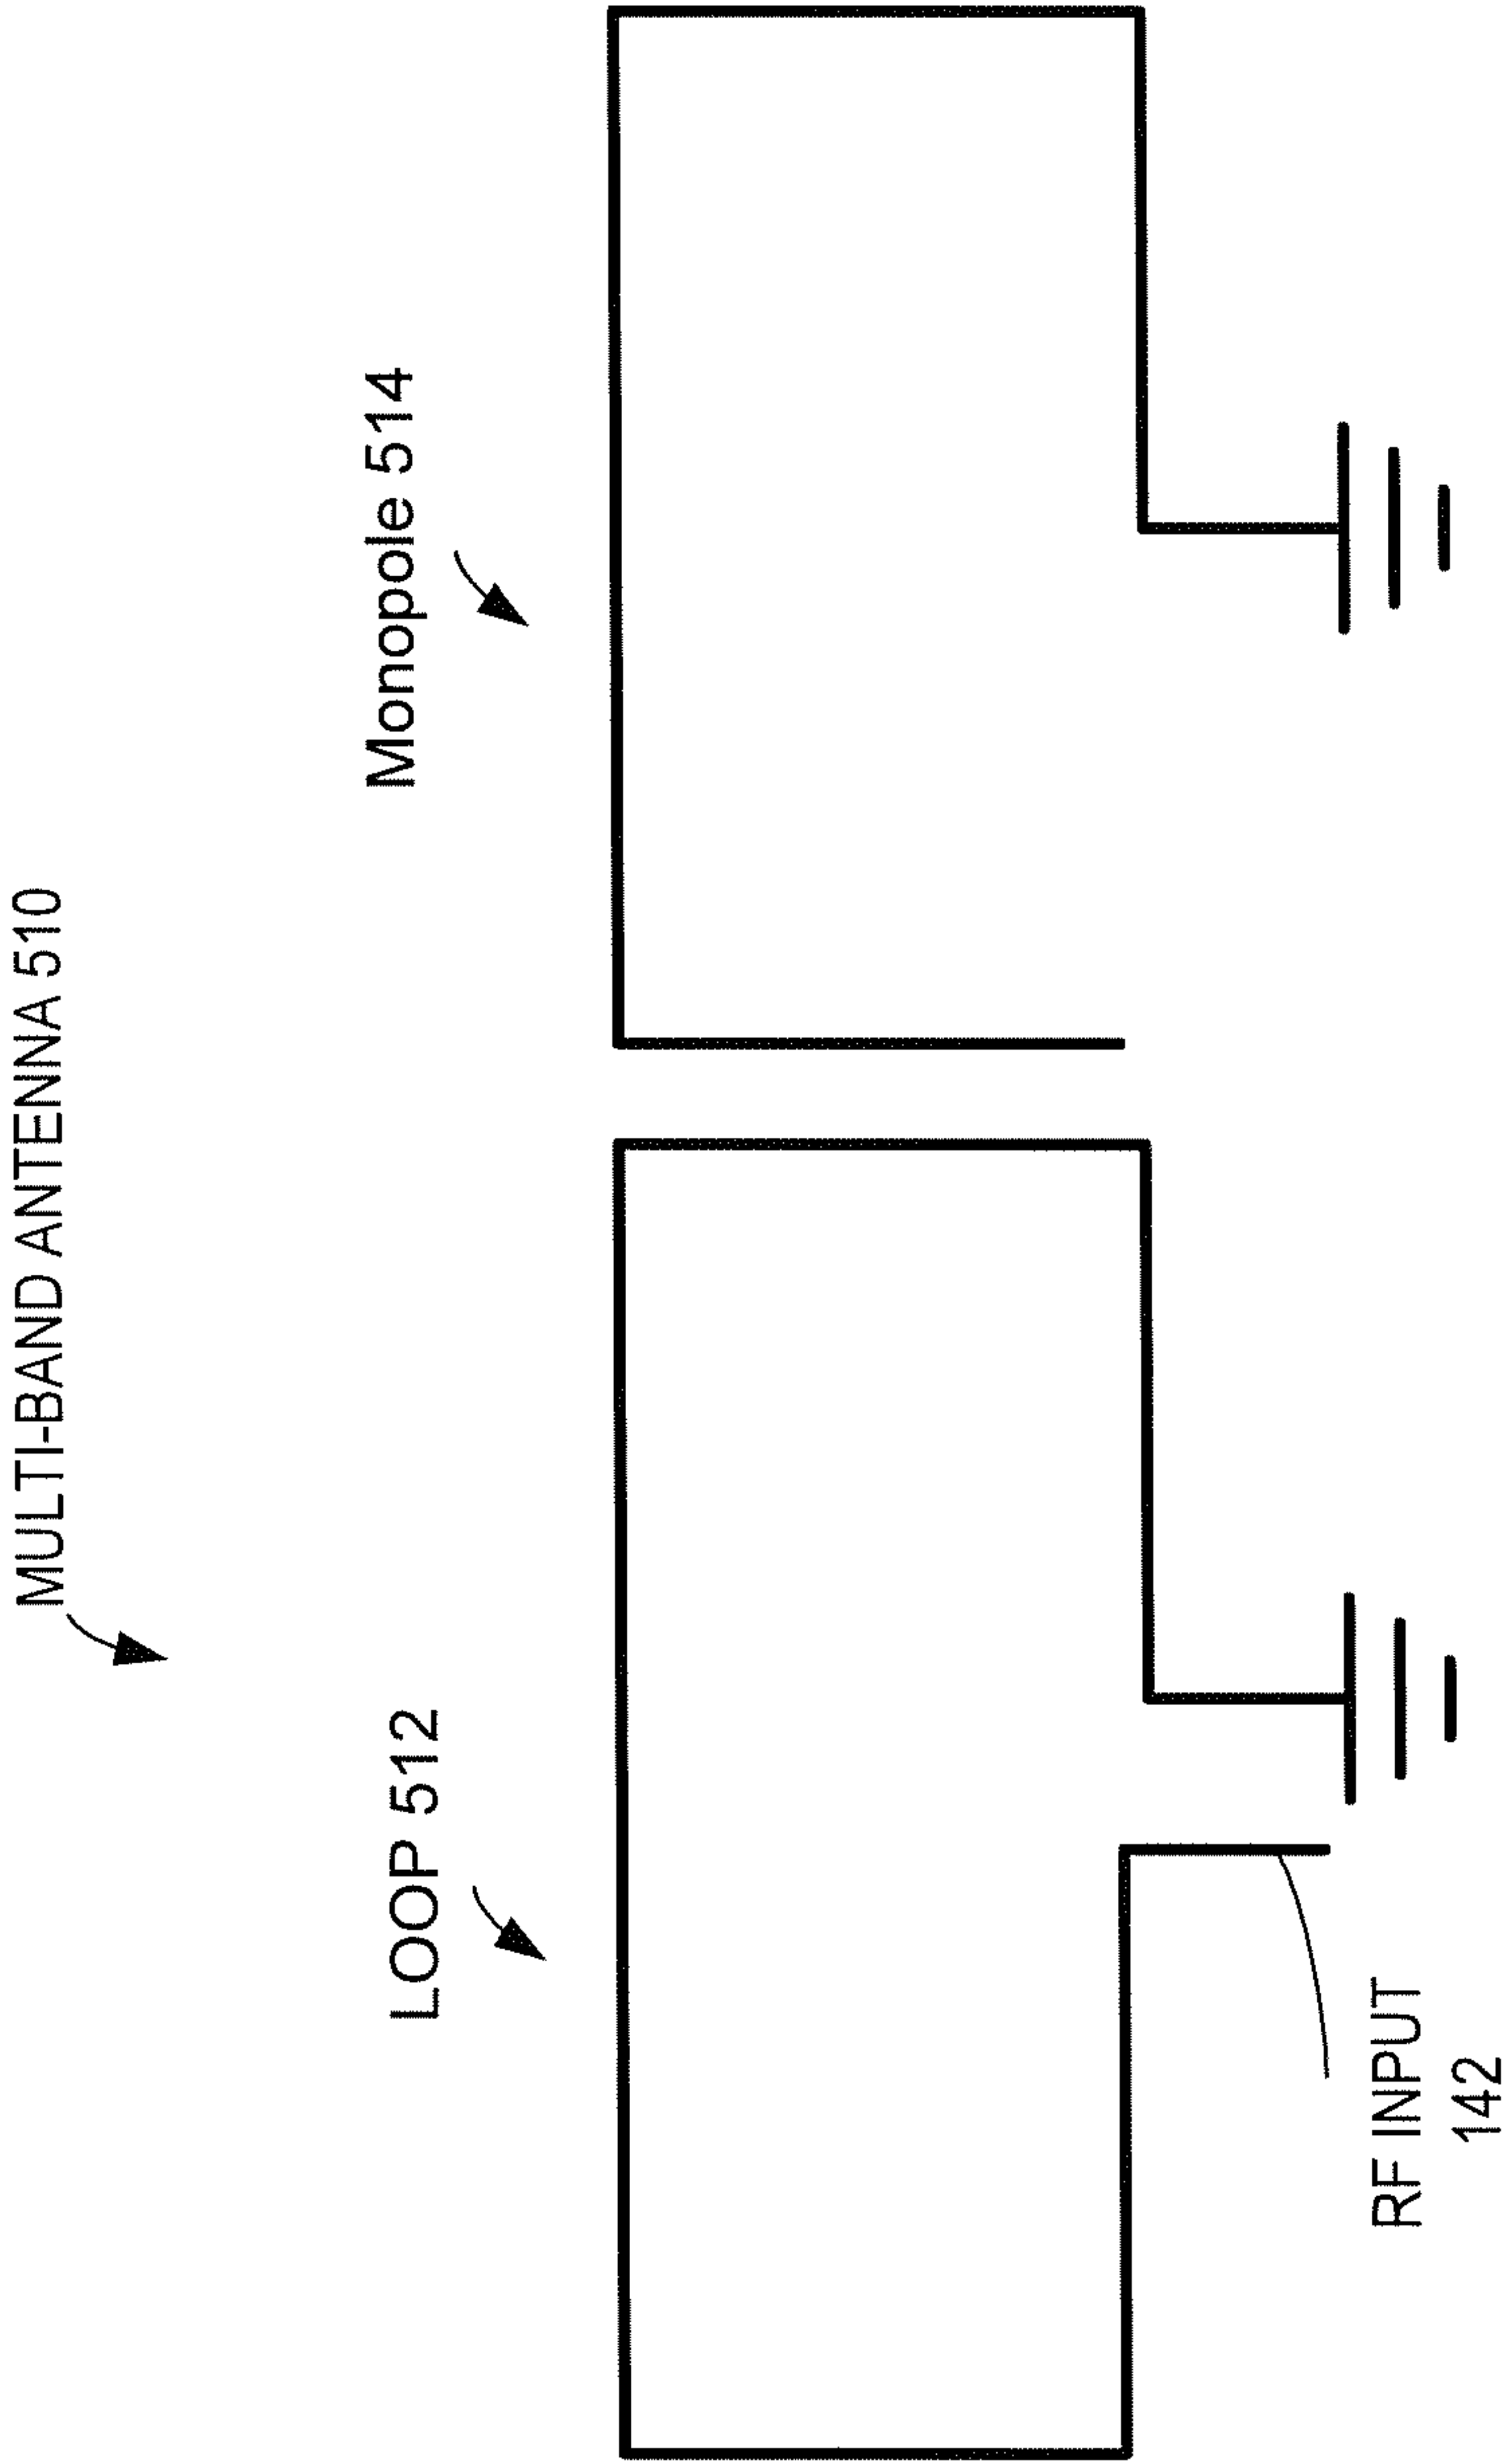 MULTI-BAND ANTENNA 510
LOOP 512
Monopole 514
RF INPUT
142